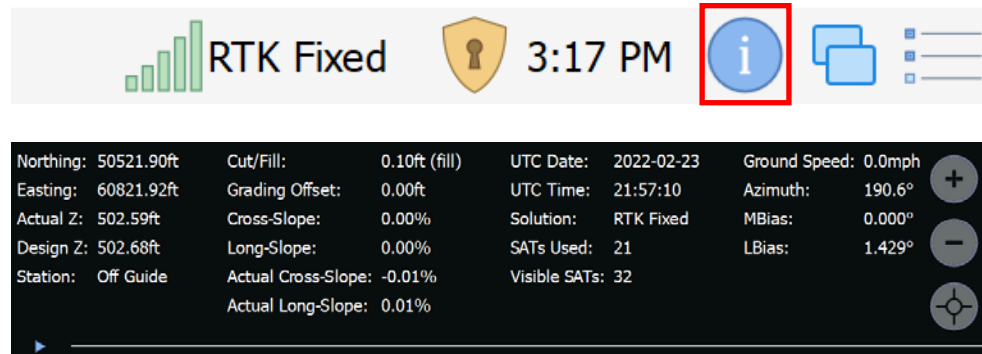 RTK Fixed 3:17 PM i
Northing: 50521.90ft Cut/Fill: 0.10ft (fill) UTC Date: 2022-02-23 Ground Speed: 0.0mph
Easting: 60821.92ft Grading Offset: 0.00ft UTC Time: 21:57:10 Azimuth: 190.6°
Actual Z: 502.59ft Cross-Slope: 0.00% Solution: RTK Fixed MBias: 0.000°
Design Z: 502.68ft Long-Slope: 0.00% SATs Used: 21 LBias: 1.429°
Station: Off Guide Actual Cross-Slope: -0.01% Visible SATs: 32
Actual Long-Slope: 0.01%